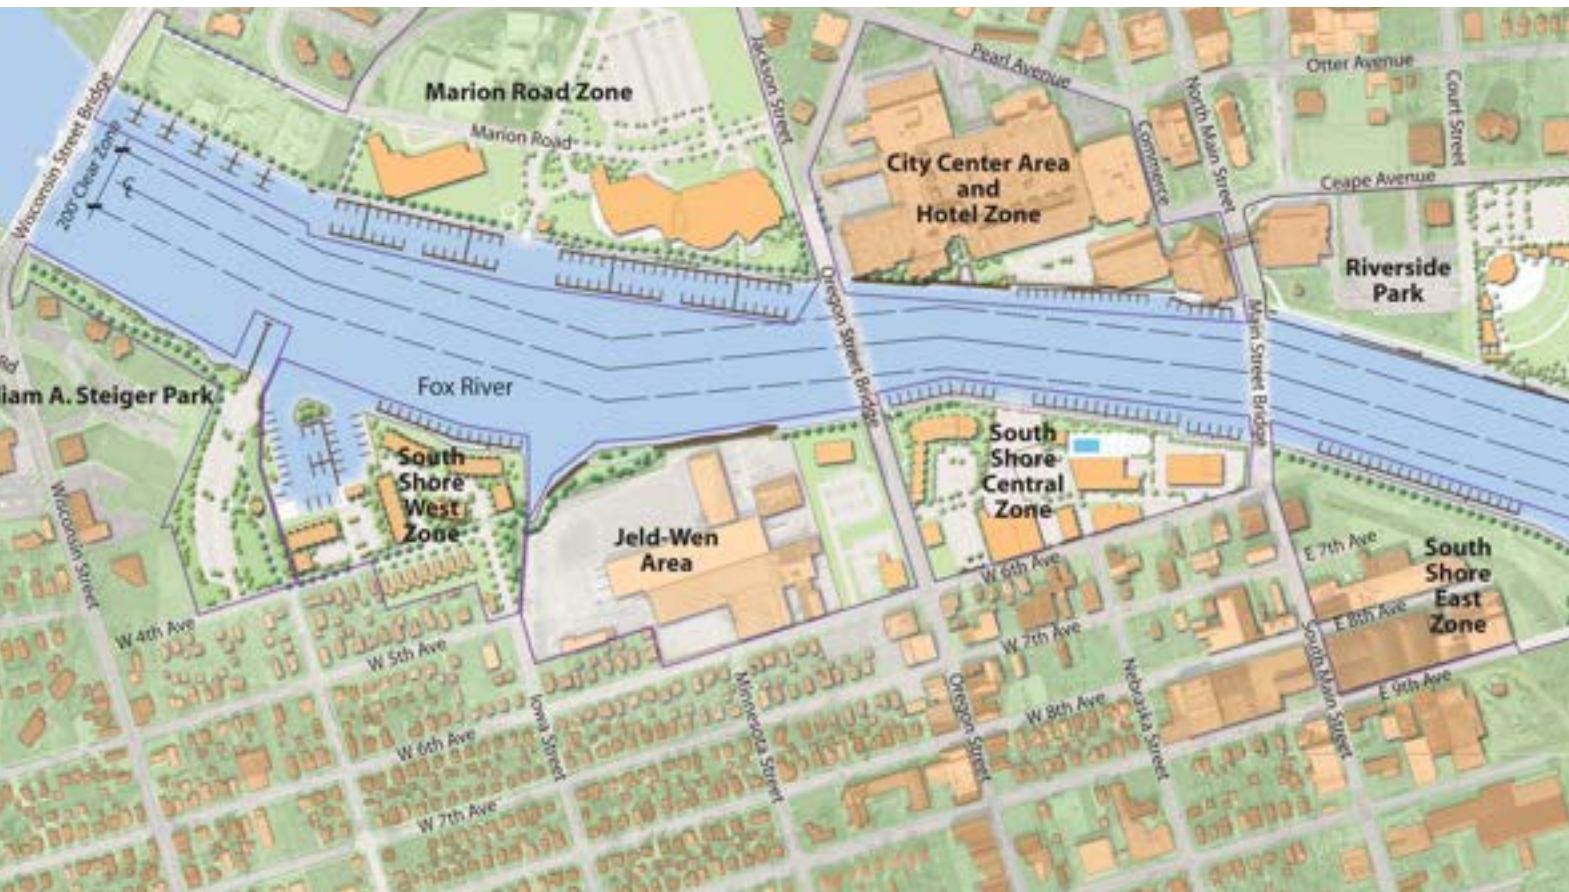 Marion Road Zone
Marion Road
Jackson Street
Pearl Avenue
Commerce
North Main Street
Otter Avenue
Court Street
Ceape Avenue
City Center Area
and
Hotel Zone
Riverside
Park
Wisconsin Street Bridge
200' Clear Zone
Oregon Street Bridge
Main Street Bridge
Fox River
liam A. Steiger Park
Rd
South
Shore
West
Zone
Jeld-Wen
Area
South
Shore
Central
Zone
South
Shore
East
Zone
Wisconsin Street
W 4th Ave
W 5th Ave
W 6th Ave
W 7th Ave
Iowa Street
Minnesota Street
Oregon Street
Nebraska Street
South Main Street
W 6th Ave
W 7th Ave
W 8th Ave
E 7th Ave
E 8th Ave
E 9th Ave